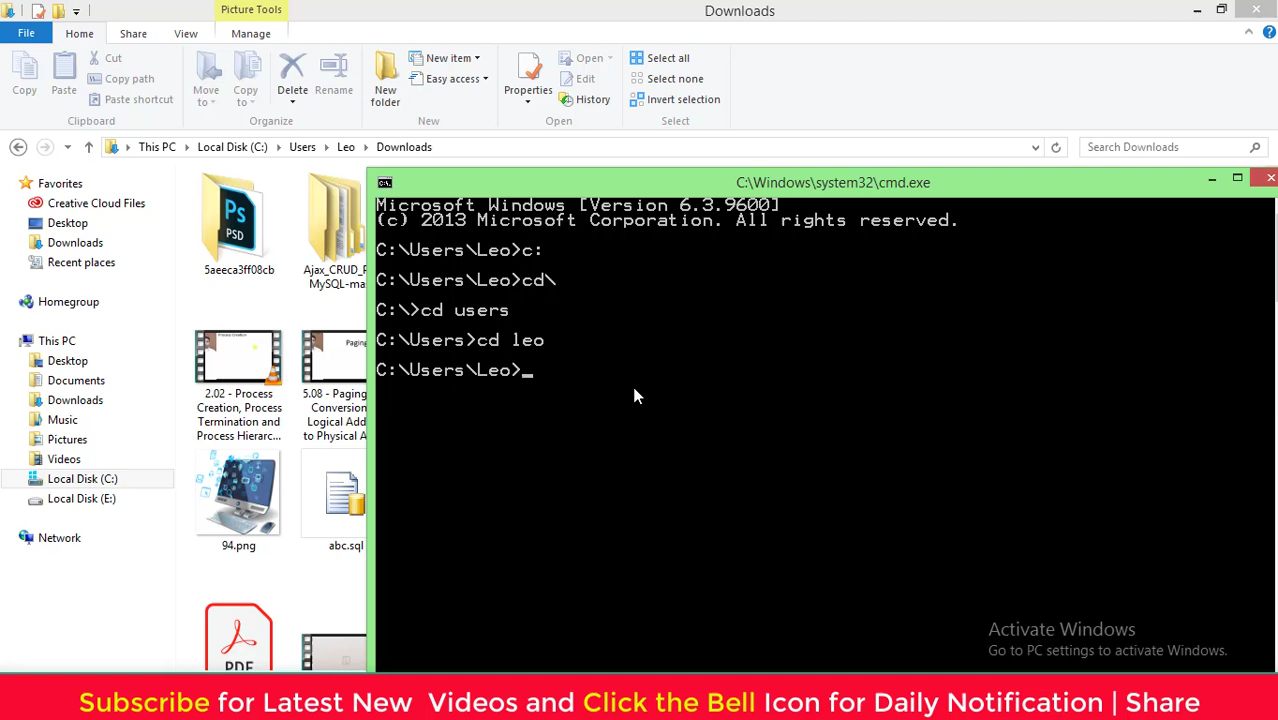 Picture Tools
Downloads
File
Home
Share
View
Manage
Copy
Paste
Cut
Copy path
Paste shortcut
Clipboard
Move to
Copy to
Delete
Rename
Organize
New folder
New item
Easy access
New
Properties
Open
Edit
History
Open
Select all
Select none
Invert selection
Select
This PC
Local Disk (C:)
Users
Leo
Downloads
Search Downloads
Favorites
Creative Cloud Files
Desktop
Downloads
Recent places
Homegroup
This PC
Desktop
Documents
Downloads
Music
Pictures
Videos
Local Disk (C:)
Local Disk (E:)
Network
Ps
PSD
5aeeca3ff08cb
Ajax_CRUD_P
MySQL-mas
Process Creation
2.02 - Process
Creation, Process
Termination and
Process Hierarc...
Paging
5.08 - Paging
Conversion
Logical Add
to Physical A
94.png
abc.sql
PDF
C:\Windows\system32\cmd.exe
Microsoft Windows [Version 6.3.9600]
(c) 2013 Microsoft Corporation. All rights reserved.
C:\Users\Leo>c:
C:\Users\Leo>cd\
C:\>cd users
C:\Users>cd leo
C:\Users\Leo>_
Activate Windows
Go to PC settings to activate Windows.
Subscribe for Latest New Videos and Click the Bell Icon for Daily Notification | Share